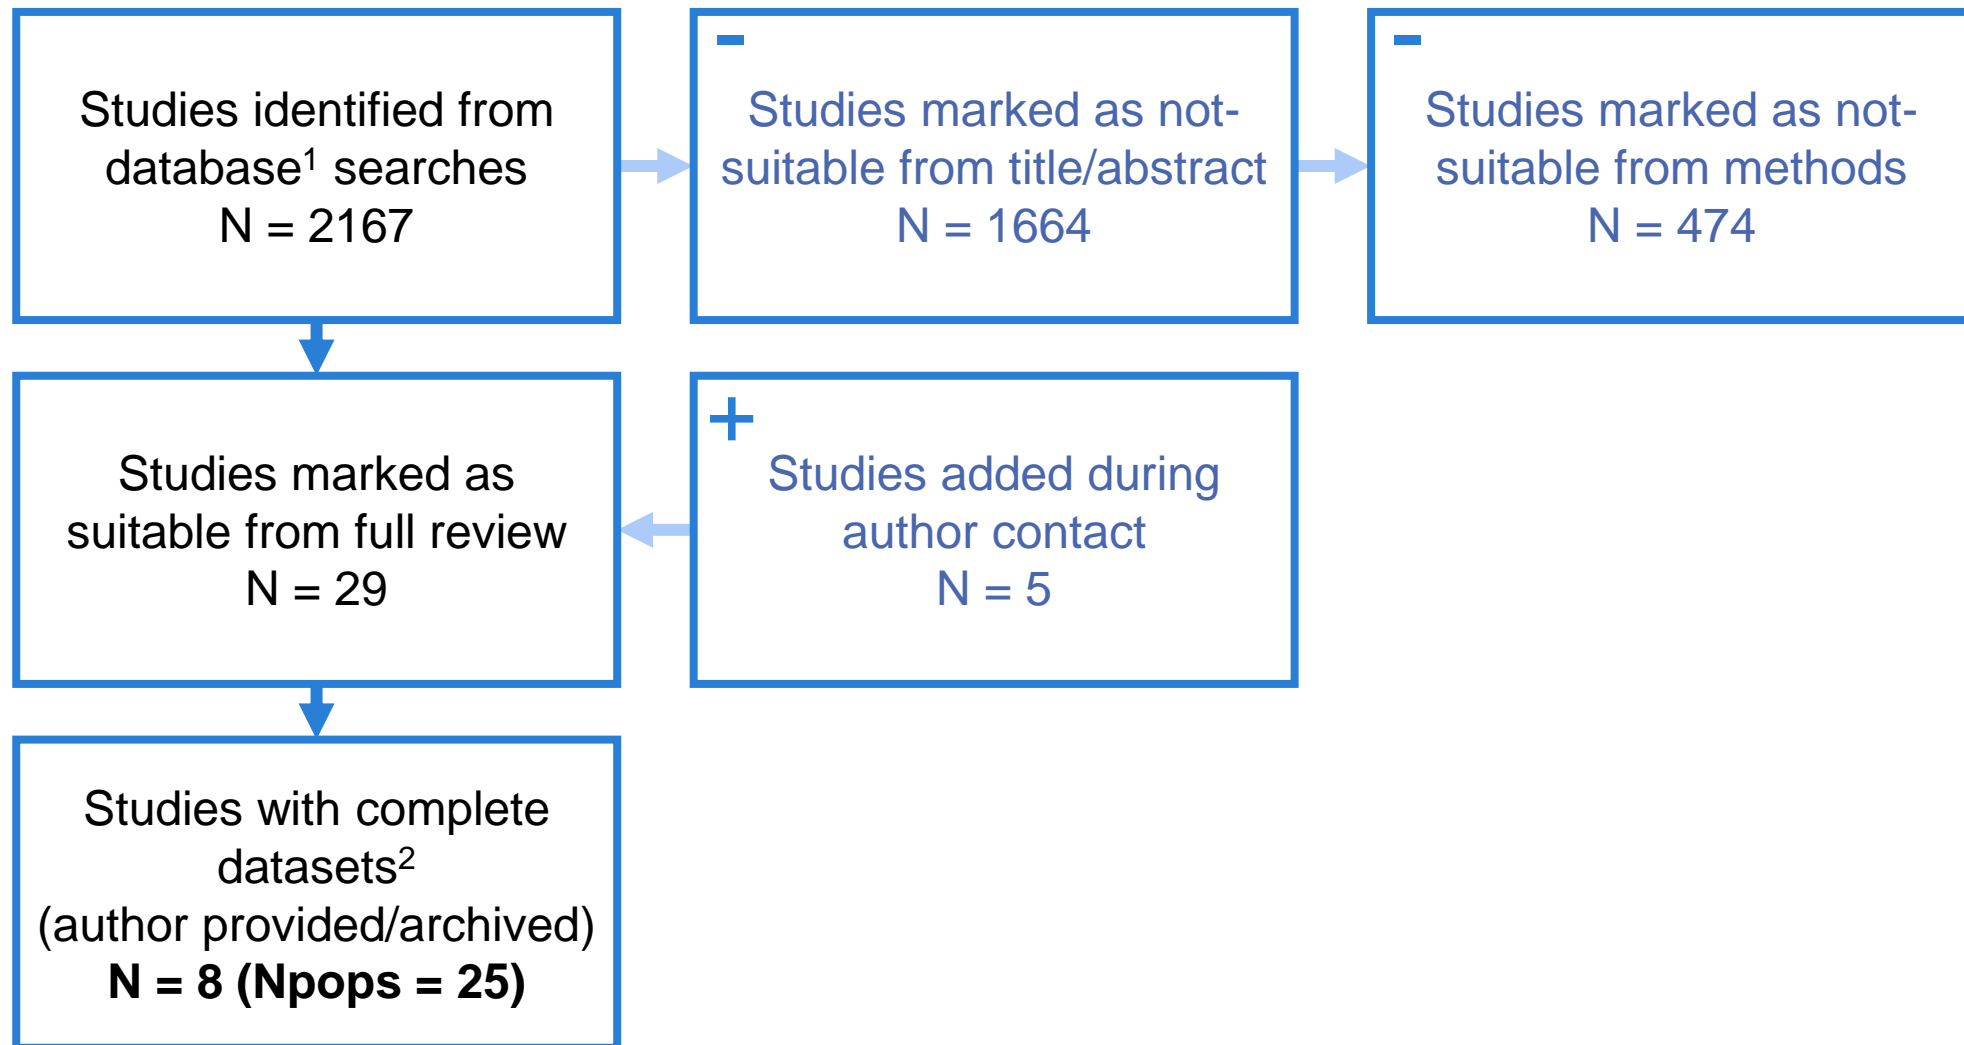 Studies identified from
database¹ searches
N = 2167
-
Studies marked as not-
suitable from title/abstract
N = 1664
-
Studies marked as not-
suitable from methods
N = 474
Studies marked as
suitable from full review
N = 29
+
Studies added during
author contact
N = 5
Studies with complete
datasets²
(author provided/archived)
N = 8 (Npops = 25)